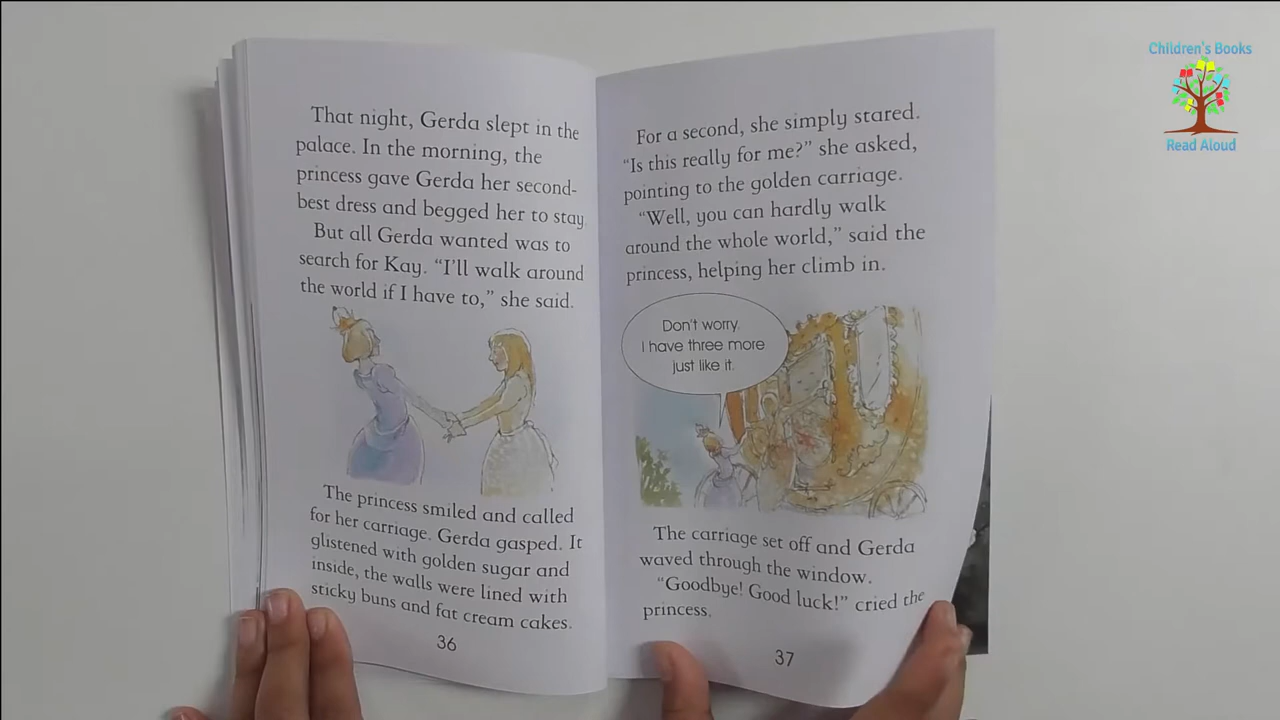 That night, Gerda slept in the
palace. In the morning, the
princess gave Gerda her second-
best dress and begged her to stay.
But all Gerda wanted was to
search for Kay. “I’ll walk around
the world if I have to,” she said.
The princess smiled and called
for her carriage. Gerda gasped. It
glistened with golden sugar and
inside, the walls were lined with
sticky buns and fat cream cakes.
36
For a second, she simply stared.
“Is this really for me?” she asked,
pointing to the golden carriage.
“Well, you can hardly walk
around the whole world,” said the
princess, helping her climb in.
Don’t worry,
I have three more
just like it.
The carriage set off and Gerda
waved through the window.
“Goodbye! Good luck!” cried the
princess.
37
Children's Books
Read Aloud